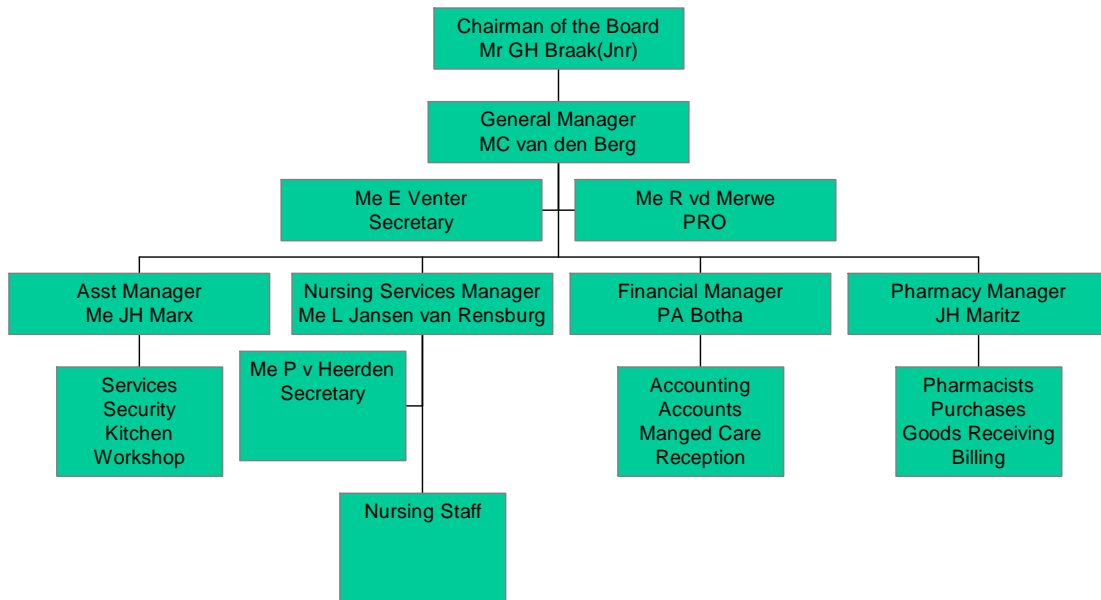 Chairman of the Board
Mr GH Braak(Jnr)
General Manager
MC van den Berg
Me E Venter
Secretary
Me R vd Merwe
PRO
Asst Manager
Me JH Marx
Nursing Services Manager
Me L Jansen van Rensburg
Financial Manager
PA Botha
Pharmacy Manager
JH Maritz
Services
Security
Kitchen
Workshop
Me P v Heerden
Secretary
Accounting
Accounts
Manged Care
Reception
Pharmacists
Purchases
Goods Receiving
Billing
Nursing Staff